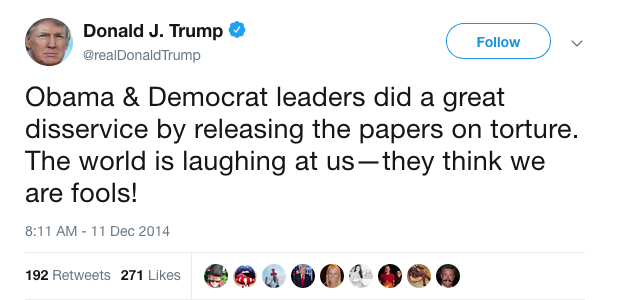 Donald J. Trump
@realDonaldTrump
Follow
Obama & Democrat leaders did a great
disservice by releasing the papers on torture.
The world is laughing at us—they think we
are fools!
8:11 AM - 11 Dec 2014
192 Retweets 271 Likes